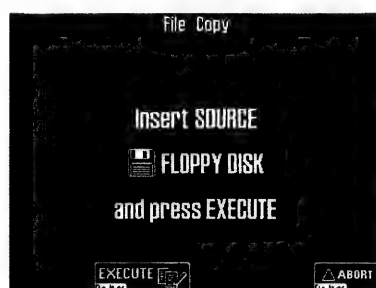 File Copy
Insert SOURCE
FLOPPY DISK
and press EXECUTE
EXECUTE
ABORT